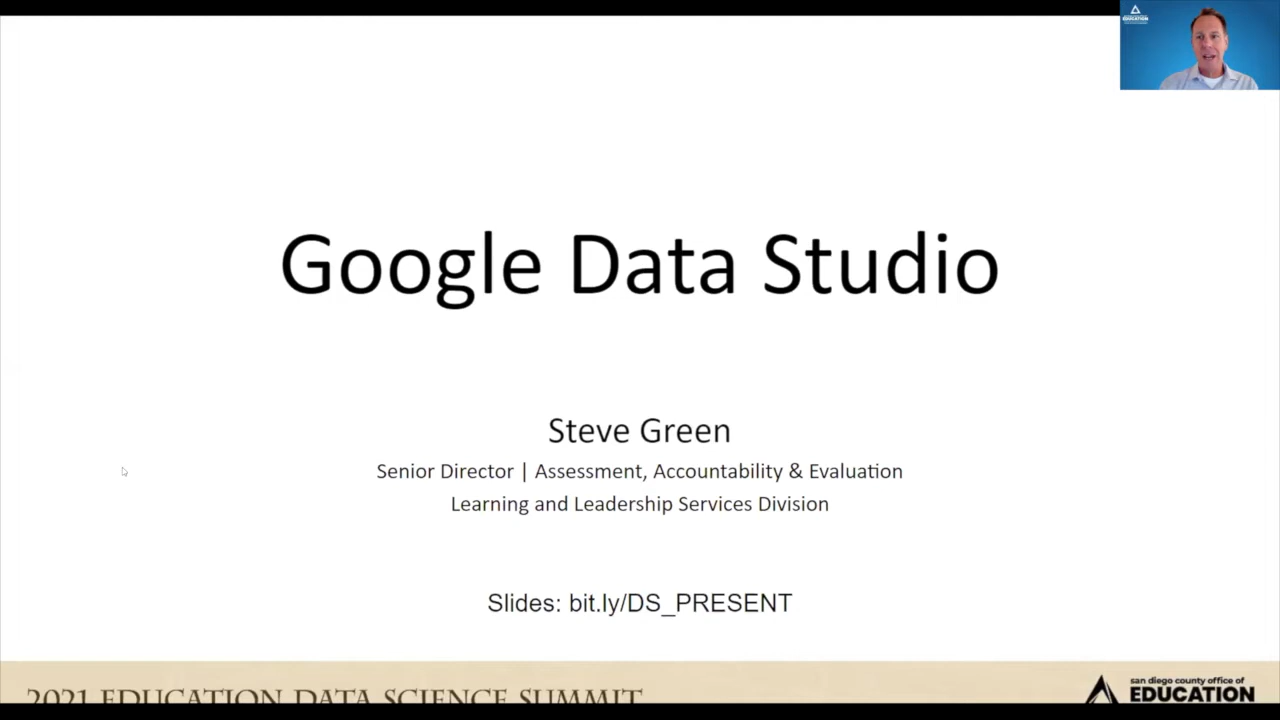 EDUCATION
Google Data Studio
Steve Green
Senior Director | Assessment, Accountability & Evaluation
Learning and Leadership Services Division
Slides: bit.ly/DS_PRESENT
2021 EDUCATION DATA SCIENCE SUMMIT
san diego county office of
EDUCATION